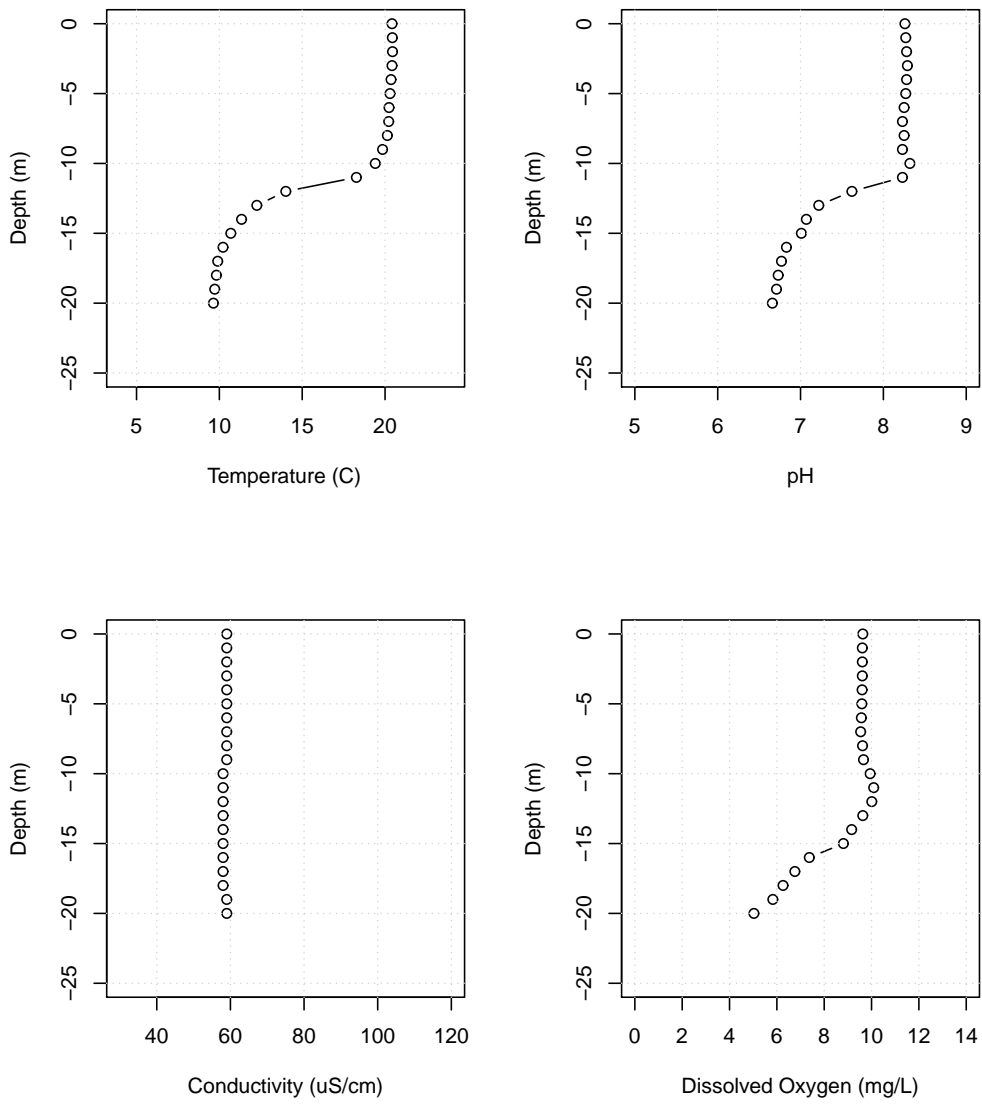 0
−5
−10
−15
−20
−25
Depth (m)
5 10 15 20
Temperature (C)
0
−5
−10
−15
−20
−25
Depth (m)
5 6 7 8 9
pH
0
−5
−10
−15
−20
−25
Depth (m)
40 60 80 100 120
Conductivity (uS/cm)
0
−5
−10
−15
−20
−25
Depth (m)
0 2 4 6 8 10 12 14
Dissolved Oxygen (mg/L)